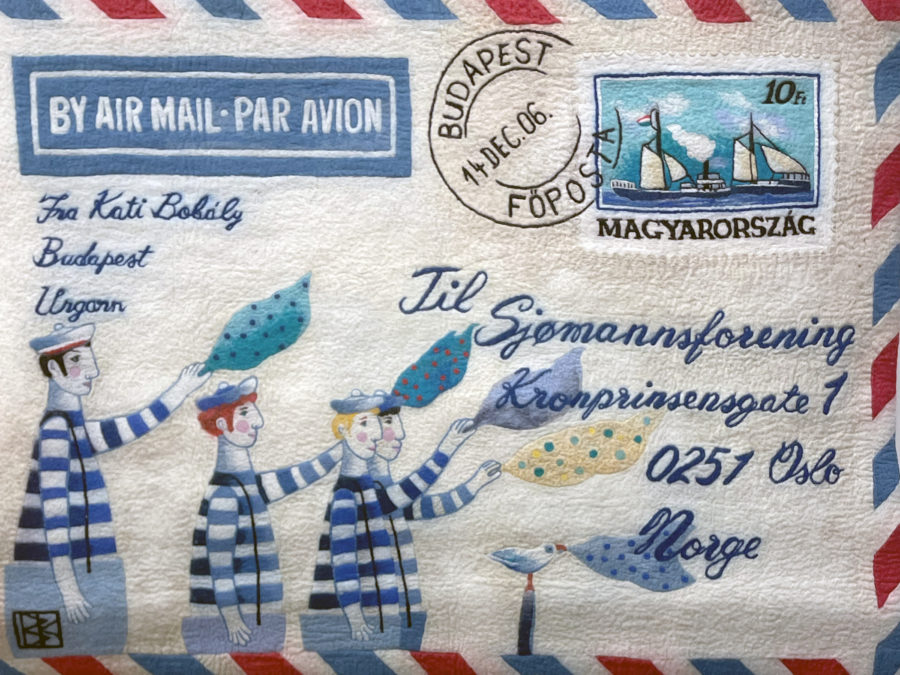 BY AIR MAIL·PAR AVION
BUDAPEST
14 DEC. 06.
FŐPOSTA
10Ft
MAGYARORSZÁG
Fra Kati Bobály
Budapest
Ungarn
Til
Sjømannsforening
Kronprinsensgate 1
0251 Oslo
Norge